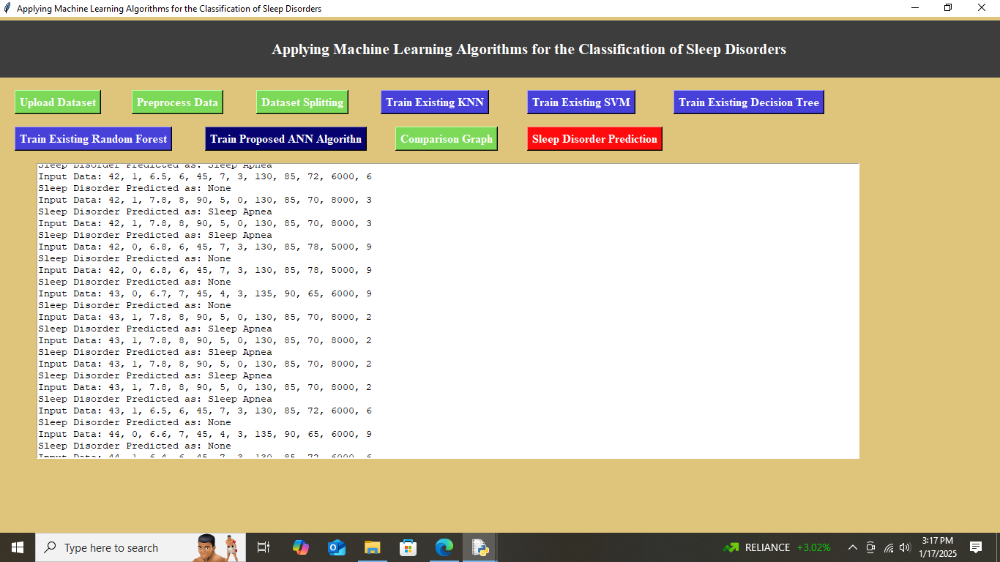 Applying Machine Learning Algorithms for the Classification of Sleep Disorders
Applying Machine Learning Algorithms for the Classification of Sleep Disorders
Upload Dataset Preprocess Data Dataset Splitting Train Existing KNN Train Existing SVM Train Existing Decision Tree
Train Existing Random Forest Train Proposed ANN Algorithn Comparison Graph Sleep Disorder Prediction
Sleep Disorder Predicted as: Sleep Apnea
Input Data: 42, 1, 6.5, 6, 45, 7, 3, 130, 85, 72, 6000, 6
Sleep Disorder Predicted as: None
Input Data: 42, 1, 7.8, 8, 90, 5, 0, 130, 85, 70, 8000, 3
Sleep Disorder Predicted as: Sleep Apnea
Input Data: 42, 1, 7.8, 8, 90, 5, 0, 130, 85, 70, 8000, 3
Sleep Disorder Predicted as: Sleep Apnea
Input Data: 42, 0, 6.8, 6, 45, 7, 3, 130, 85, 78, 5000, 9
Sleep Disorder Predicted as: None
Input Data: 42, 0, 6.8, 6, 45, 7, 3, 130, 85, 78, 5000, 9
Sleep Disorder Predicted as: None
Input Data: 43, 0, 6.7, 7, 45, 4, 3, 135, 90, 65, 6000, 9
Sleep Disorder Predicted as: None
Input Data: 43, 1, 7.8, 8, 90, 5, 0, 130, 85, 70, 8000, 2
Sleep Disorder Predicted as: Sleep Apnea
Input Data: 43, 1, 7.8, 8, 90, 5, 0, 130, 85, 70, 8000, 2
Sleep Disorder Predicted as: Sleep Apnea
Input Data: 43, 1, 7.8, 8, 90, 5, 0, 130, 85, 70, 8000, 2
Sleep Disorder Predicted as: Sleep Apnea
Input Data: 43, 1, 7.8, 8, 90, 5, 0, 130, 85, 70, 8000, 2
Sleep Disorder Predicted as: Sleep Apnea
Input Data: 43, 1, 6.5, 6, 45, 7, 3, 130, 85, 72, 6000, 6
Sleep Disorder Predicted as: None
Input Data: 44, 0, 6.6, 7, 45, 4, 3, 135, 90, 65, 6000, 9
Sleep Disorder Predicted as: None
Input Data: 44, 1, 6.4, 6, 45, 7, 3, 130, 85, 72, 6000, 6
Type here to search
RELIANCE +3.02%
3:17 PM
1/17/2025